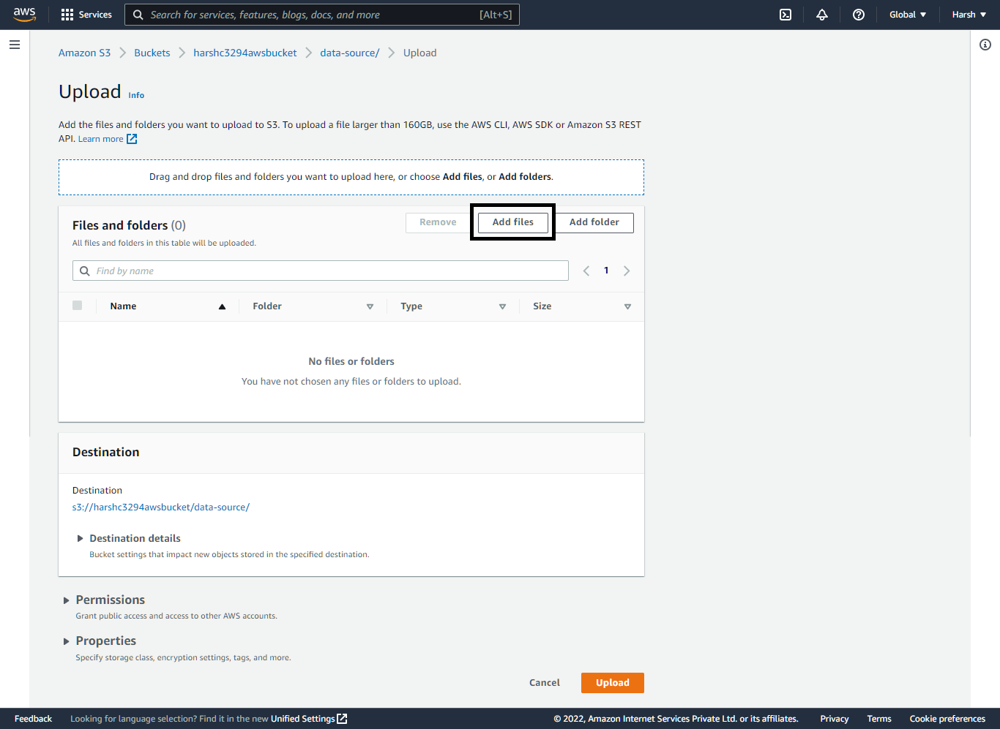 aws Services Search for services, features, blogs, docs, and more [Alt+S] Global Harsh
Amazon S3 Buckets harshc3294awsbucket data-source/ Upload
Upload Info
Add the files and folders you want to upload to S3. To upload a file larger than 160GB, use the AWS CLI, AWS SDK or Amazon S3 REST
API. Learn more
Drag and drop files and folders you want to upload here, or choose Add files, or Add folders.
Files and folders (0) Remove Add files Add folder
All files and folders in this table will be uploaded.
Find by name 1
Name Folder Type Size
No files or folders
You have not chosen any files or folders to upload.
Destination
Destination
s3://harshc3294awsbucket/data-source/
Destination details
Bucket settings that impact new objects stored in the specified destination.
Permissions
Grant public access and access to other AWS accounts.
Properties
Specify storage class, encryption settings, tags, and more.
Cancel Upload
Feedback Looking for language selection? Find it in the new Unified Settings © 2022, Amazon Internet Services Private Ltd. or its affiliates. Privacy Terms Cookie preferences